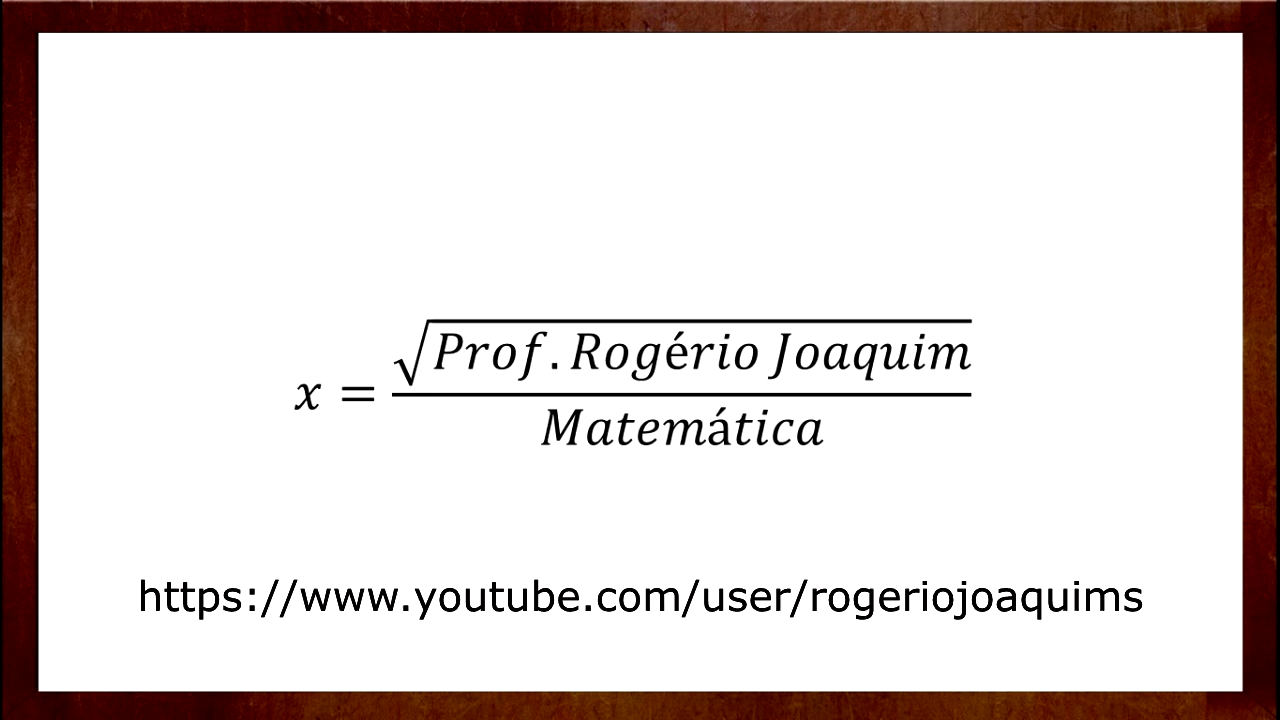 x = √Prof. Rogério Joaquim
Matemática
https://www.youtube.com/user/rogeriojoaquims